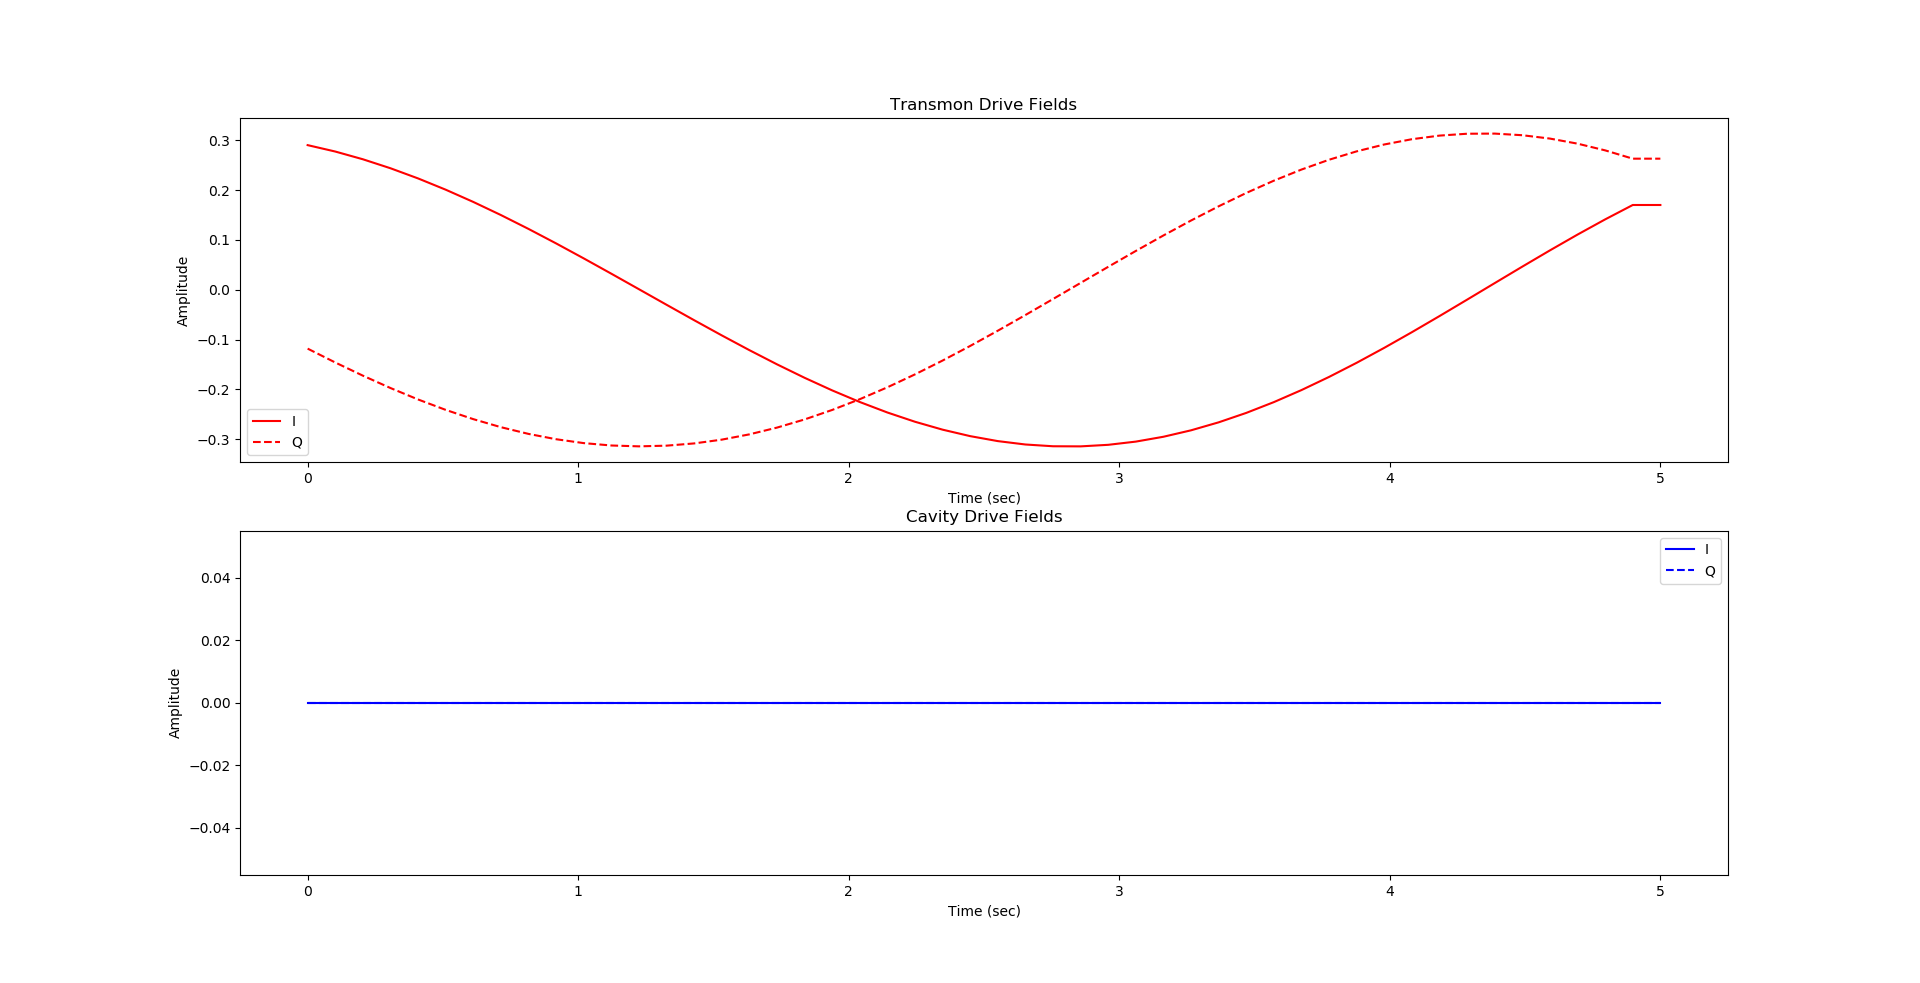 Transmon Drive Fields
0.3
0.2
0.1
0.0
−0.1
−0.2
−0.3
Amplitude
I
Q
0 1 2 3 4 5
Time (sec)
Cavity Drive Fields
0.04
0.02
0.00
−0.02
−0.04
Amplitude
I
Q
0 1 2 3 4 5
Time (sec)